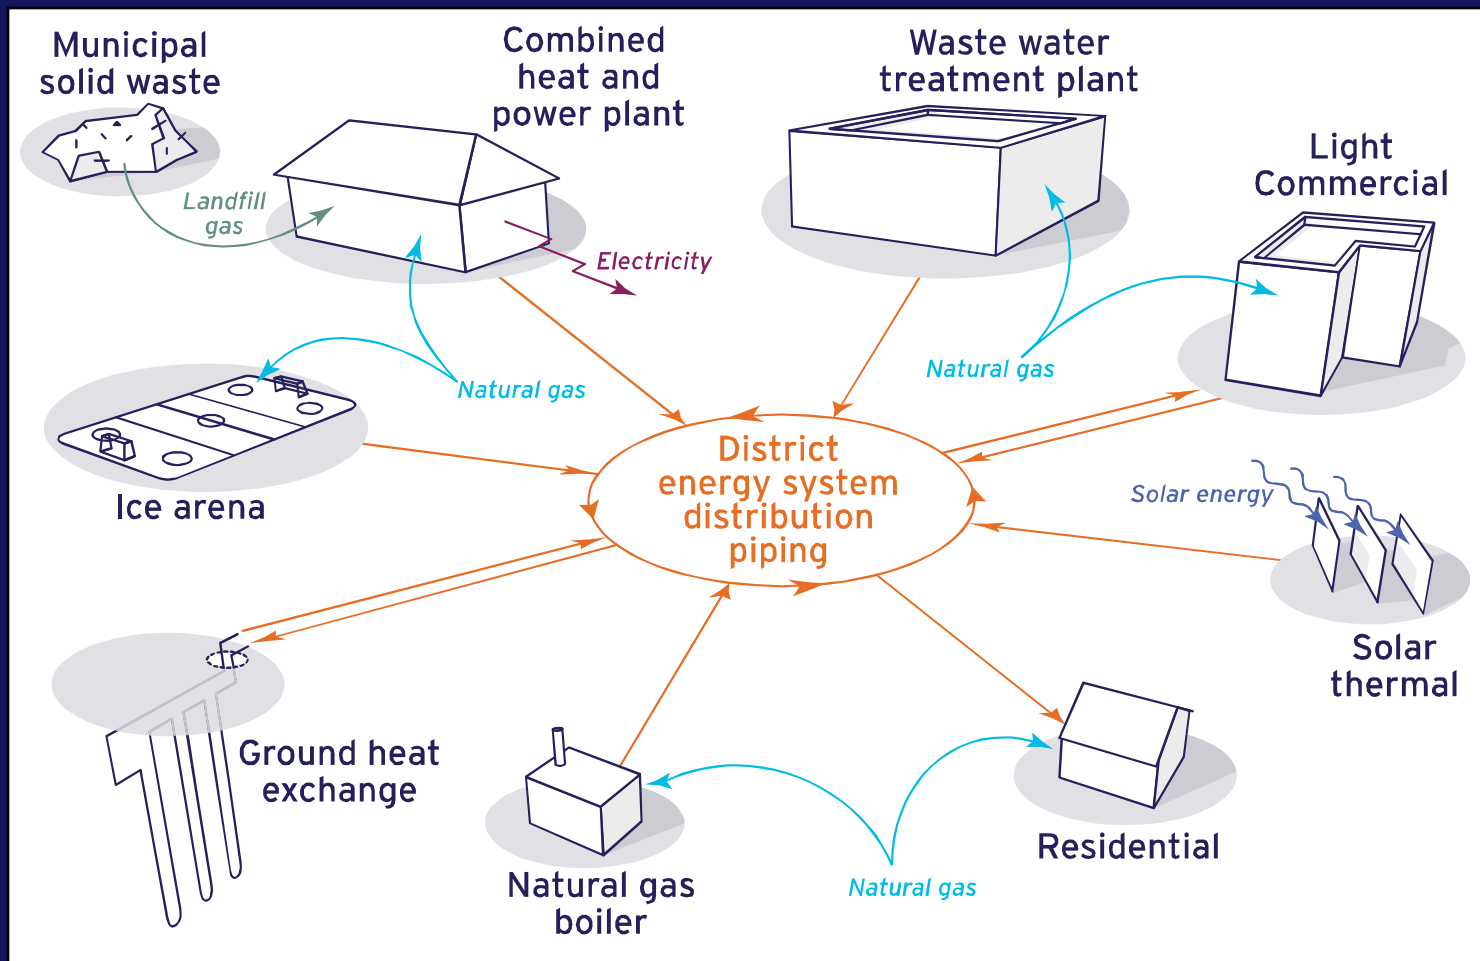 Municipal
solid waste
Combined
heat and
power plant
Waste water
treatment plant
Light
Commercial
Landfill
gas
Electricity
Natural gas
Natural gas
Ice arena
District
energy system
distribution
piping
Solar energy
Solar
thermal
Ground heat
exchange
Natural gas
boiler
Natural gas
Residential